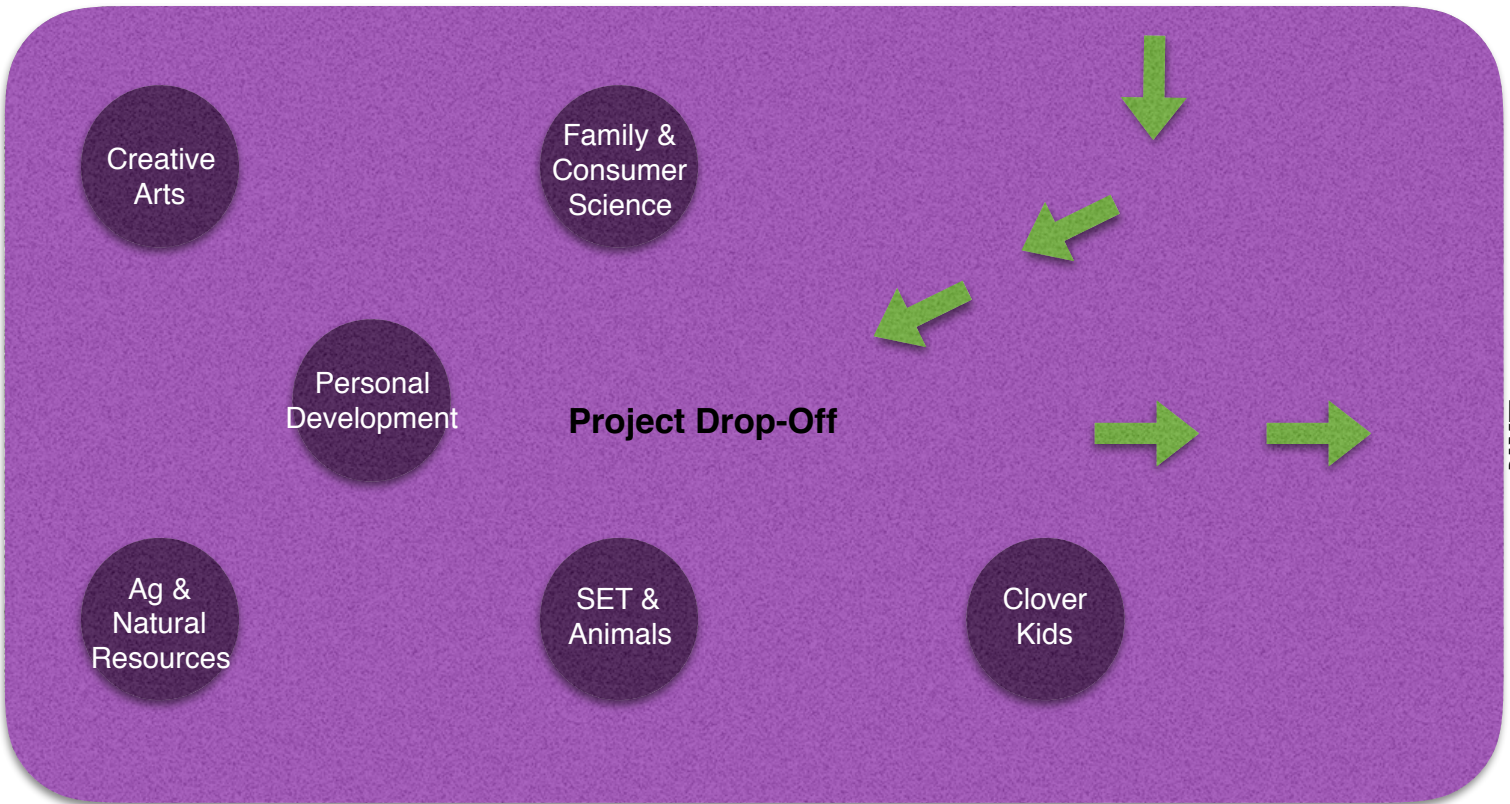 Creative
Arts
Family &
Consumer
Science
Personal
Development
Project Drop-Off
Ag &
Natural
Resources
SET &
Animals
Clover
Kids